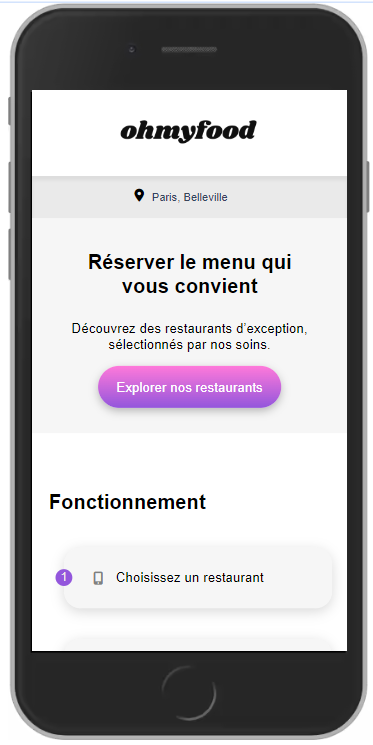 ohmyfood
Paris, Belleville
Réserver le menu qui
vous convient
Découvrez des restaurants d'exception,
sélectionnés par nos soins.
Explorer nos restaurants
Fonctionnement
1 Choisissez un restaurant